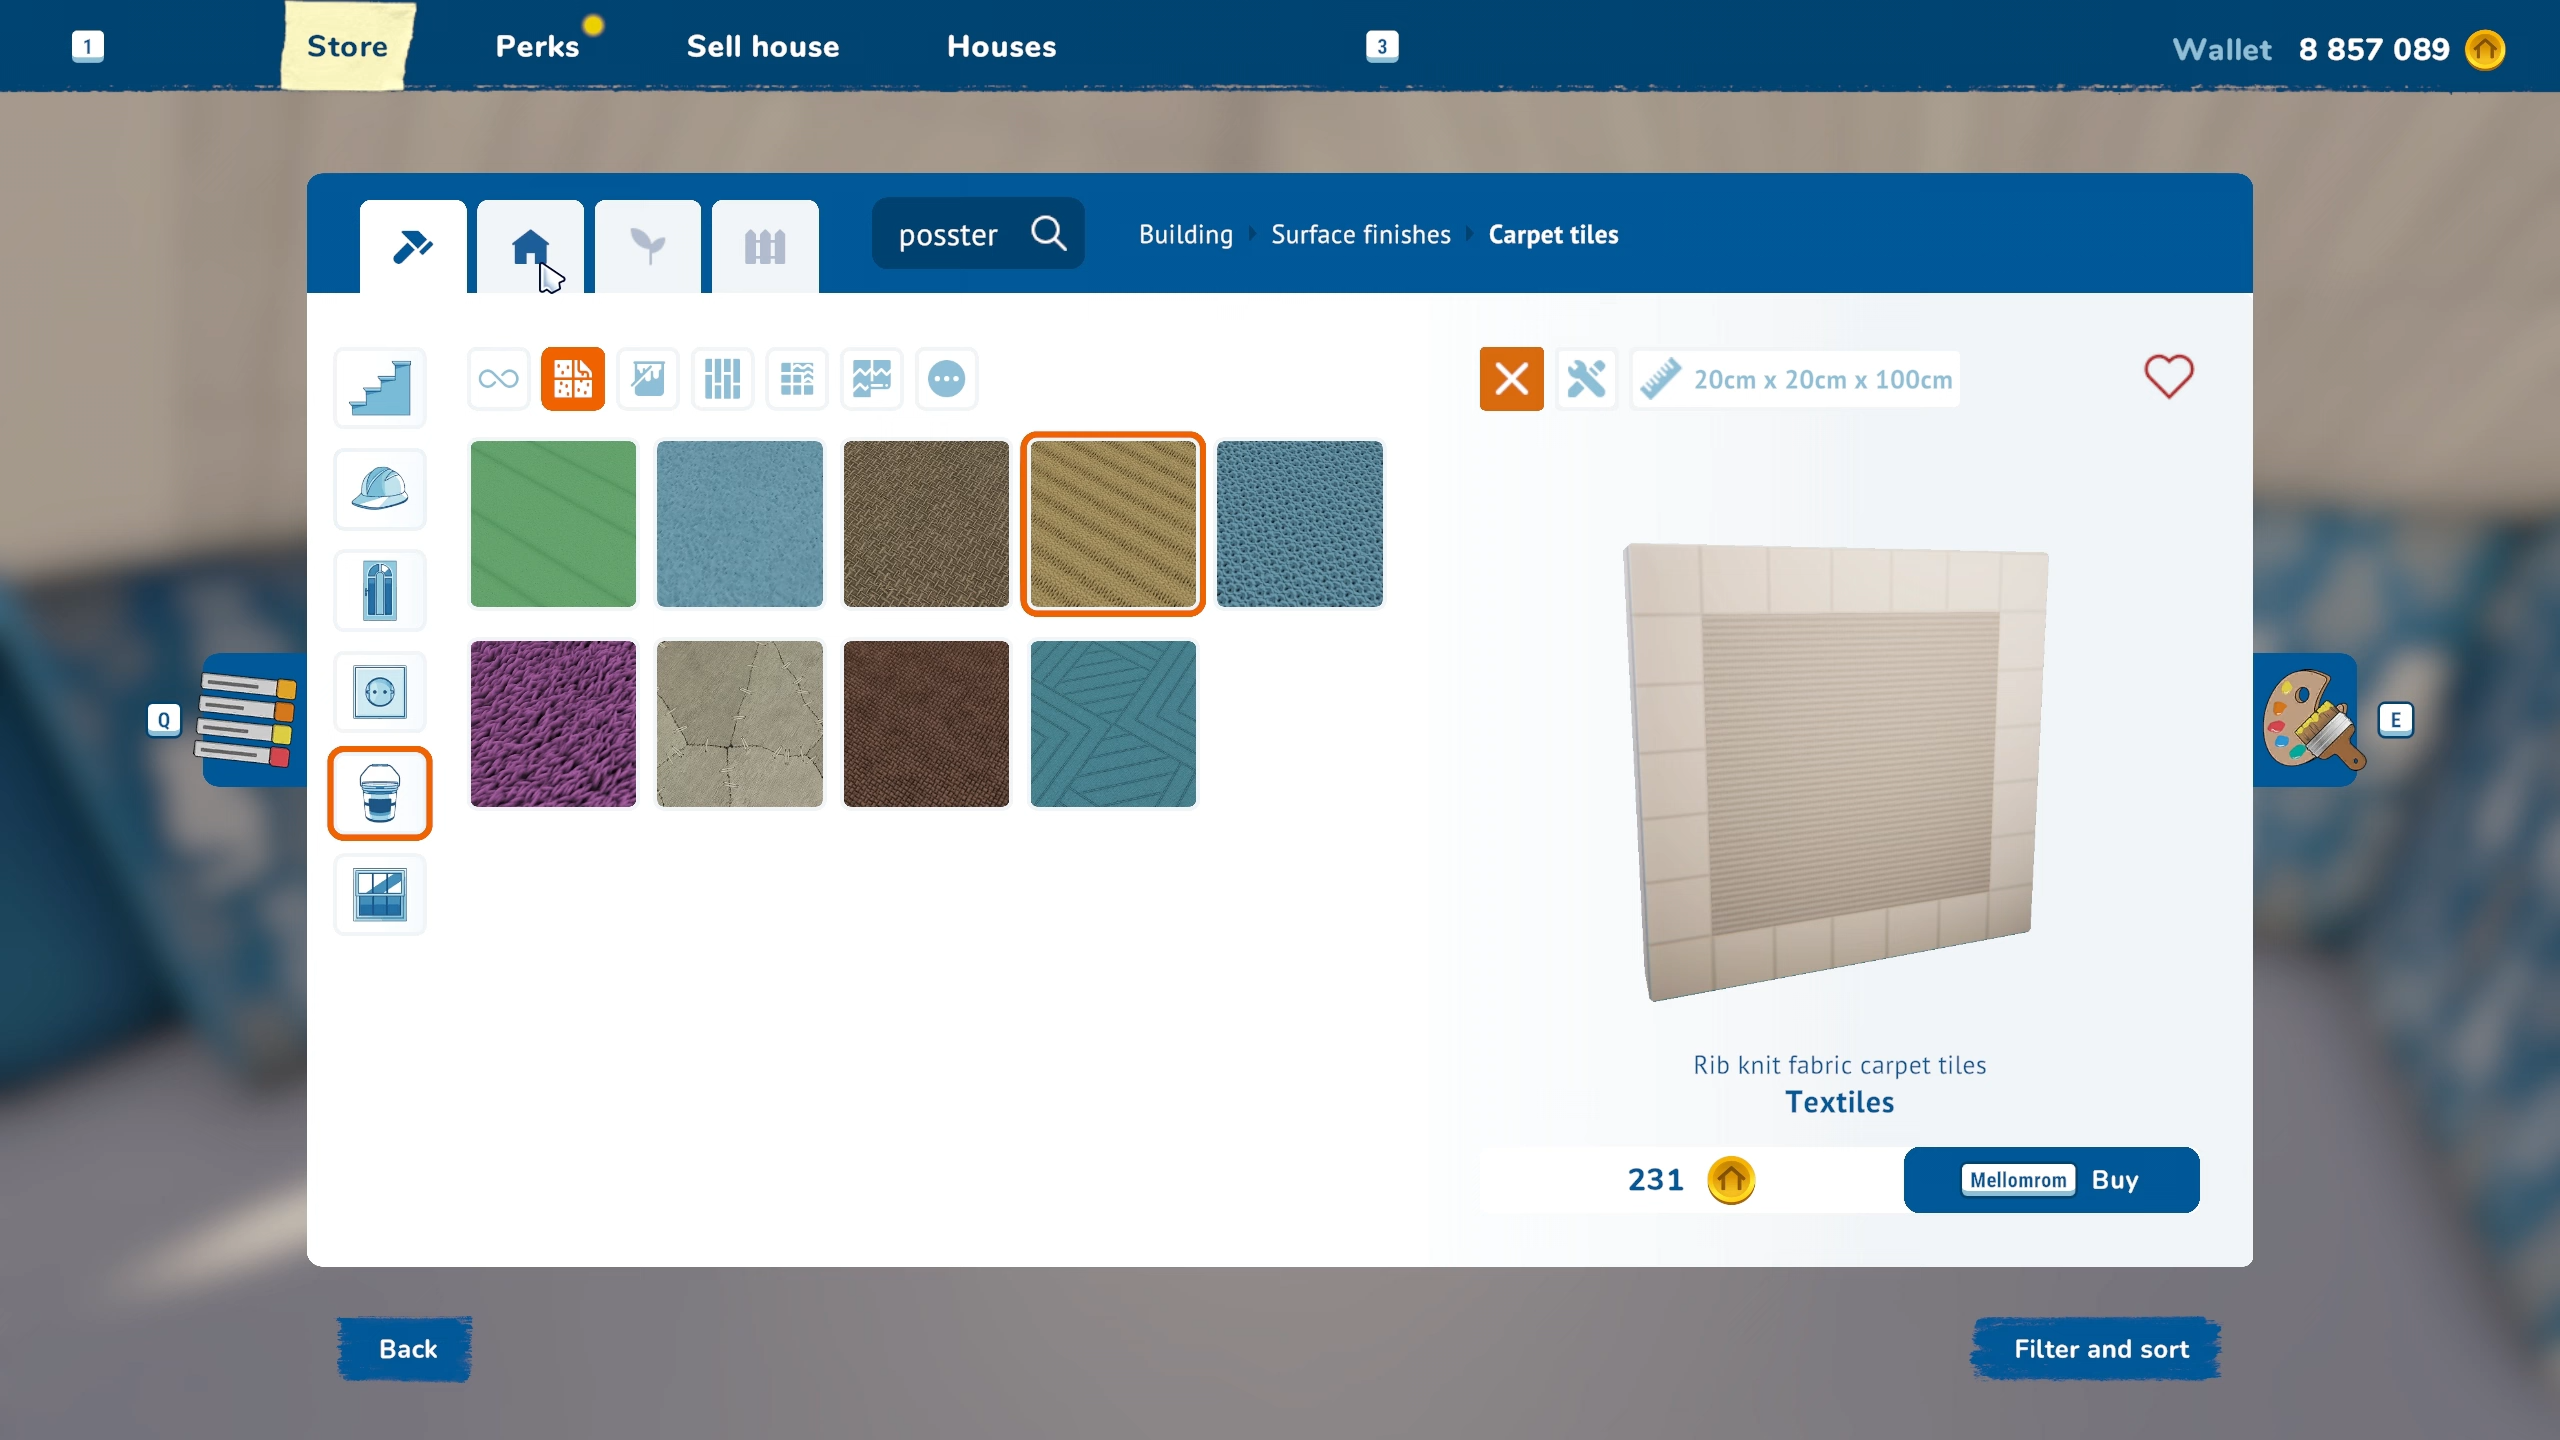 1
Store
Perks
Sell house
Houses
3
Wallet 8 857 089
posster
Building
Surface finishes
Carpet tiles
20cm x 20cm x 100cm
Q
E
Rib knit fabric carpet tiles
Textiles
231
Mellomrom Buy
Back
Filter and sort